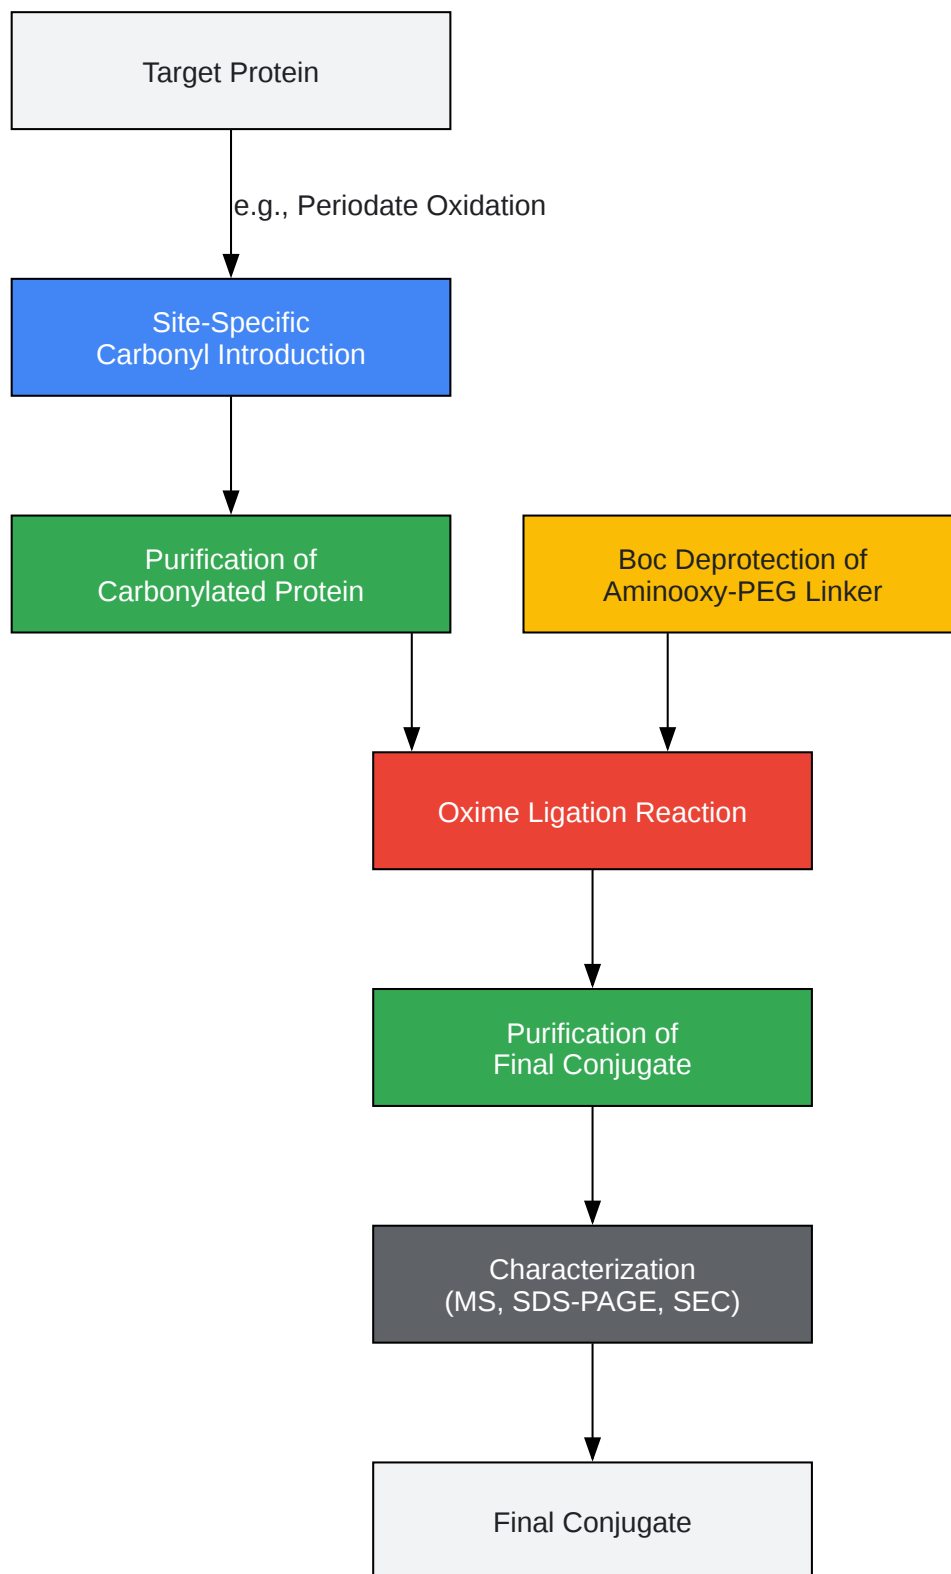 Target Protein
e.g., Periodate Oxidation
Site-Specific
Carbonyl Introduction
Purification of
Carbonylated Protein
Boc Deprotection of
Aminooxy-PEG Linker
Oxime Ligation Reaction
Purification of
Final Conjugate
Characterization
(MS, SDS-PAGE, SEC)
Final Conjugate